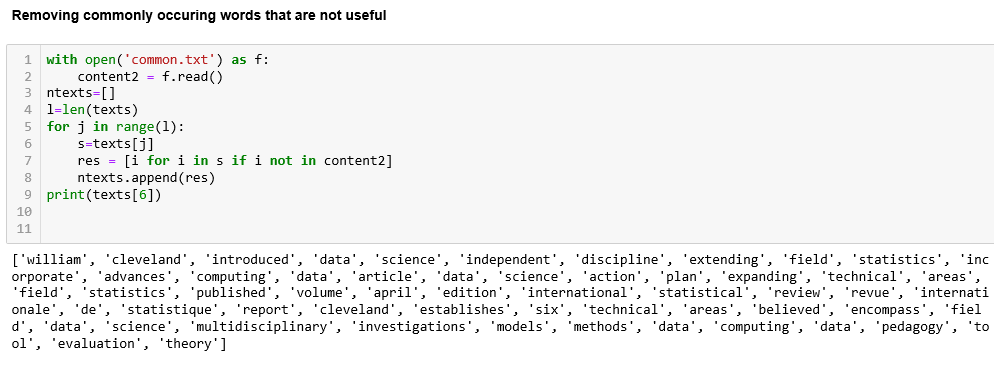 Removing commonly occuring words that are not useful
1 with open('common.txt') as f:
2     content2 = f.read()
3 ntexts=[]
4 l=len(texts)
5 for j in range(l):
6     s=texts[j]
7     res = [i for i in s if i not in content2]
8     ntexts.append(res)
9 print(texts[6])
10
11
['william', 'cleveland', 'introduced', 'data', 'science', 'independent', 'discipline', 'extending', 'field', 'statistics', 'inc
orporate', 'advances', 'computing', 'data', 'article', 'data', 'science', 'action', 'plan', 'expanding', 'technical', 'areas',
'field', 'statistics', 'published', 'volume', 'april', 'edition', 'international', 'statistical', 'review', 'revue', 'internati
onale', 'de', 'statistique', 'report', 'cleveland', 'establishes', 'six', 'technical', 'areas', 'believed', 'encompass', 'fiel
d', 'data', 'science', 'multidisciplinary', 'investigations', 'models', 'methods', 'data', 'computing', 'data', 'pedagogy', 'to
ol', 'evaluation', 'theory']